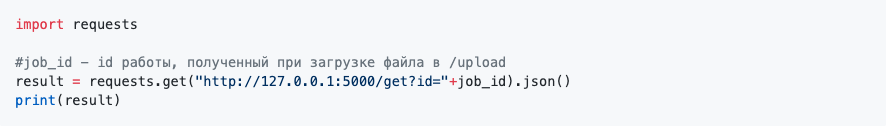 import requests
#job_id - id работы, полученный при загрузке файла в /upload
result = requests.get("http://127.0.0.1:5000/get?id="+job_id).json()
print(result)